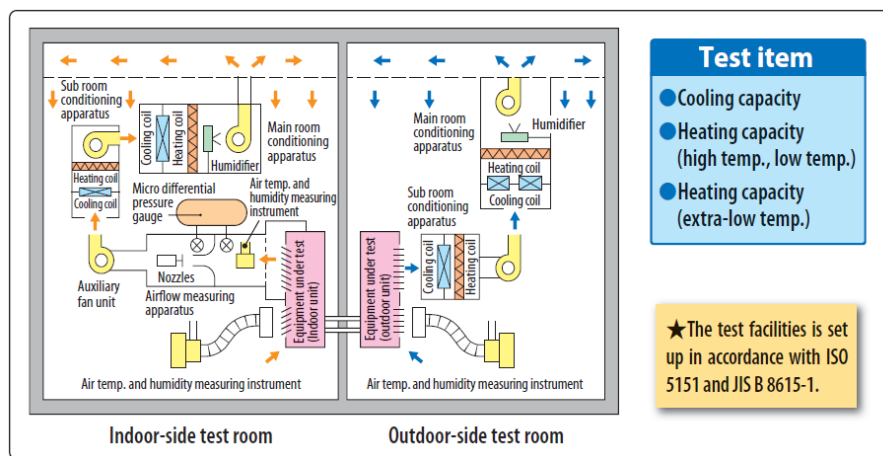 Sub room
conditioning
apparatus
Cooling coil
Heating coil
Humidifier
Main room
conditioning
apparatus
Heating coil
Cooling coil
Micro differential
pressure
gauge
Air temp. and
humidity measuring
instrument
Nozzles
Auxiliary
fan unit
Airflow measuring
apparatus
Equipment under test
(Indoor unit)
Air temp. and humidity measuring instrument
Indoor-side test room
Main room
conditioning
apparatus
Humidifier
Heating coil
Cooling coil
Sub room
conditioning
apparatus
Cooling coil
Heating coil
Equipment under test
(outdoor unit)
Air temp. and humidity measuring instrument
Outdoor-side test room
Test item
●Cooling capacity
●Heating capacity
(high temp., low temp.)
●Heating capacity
(extra-low temp.)
★The test facilities is set
up in accordance with ISO
5151 and JIS B 8615-1.